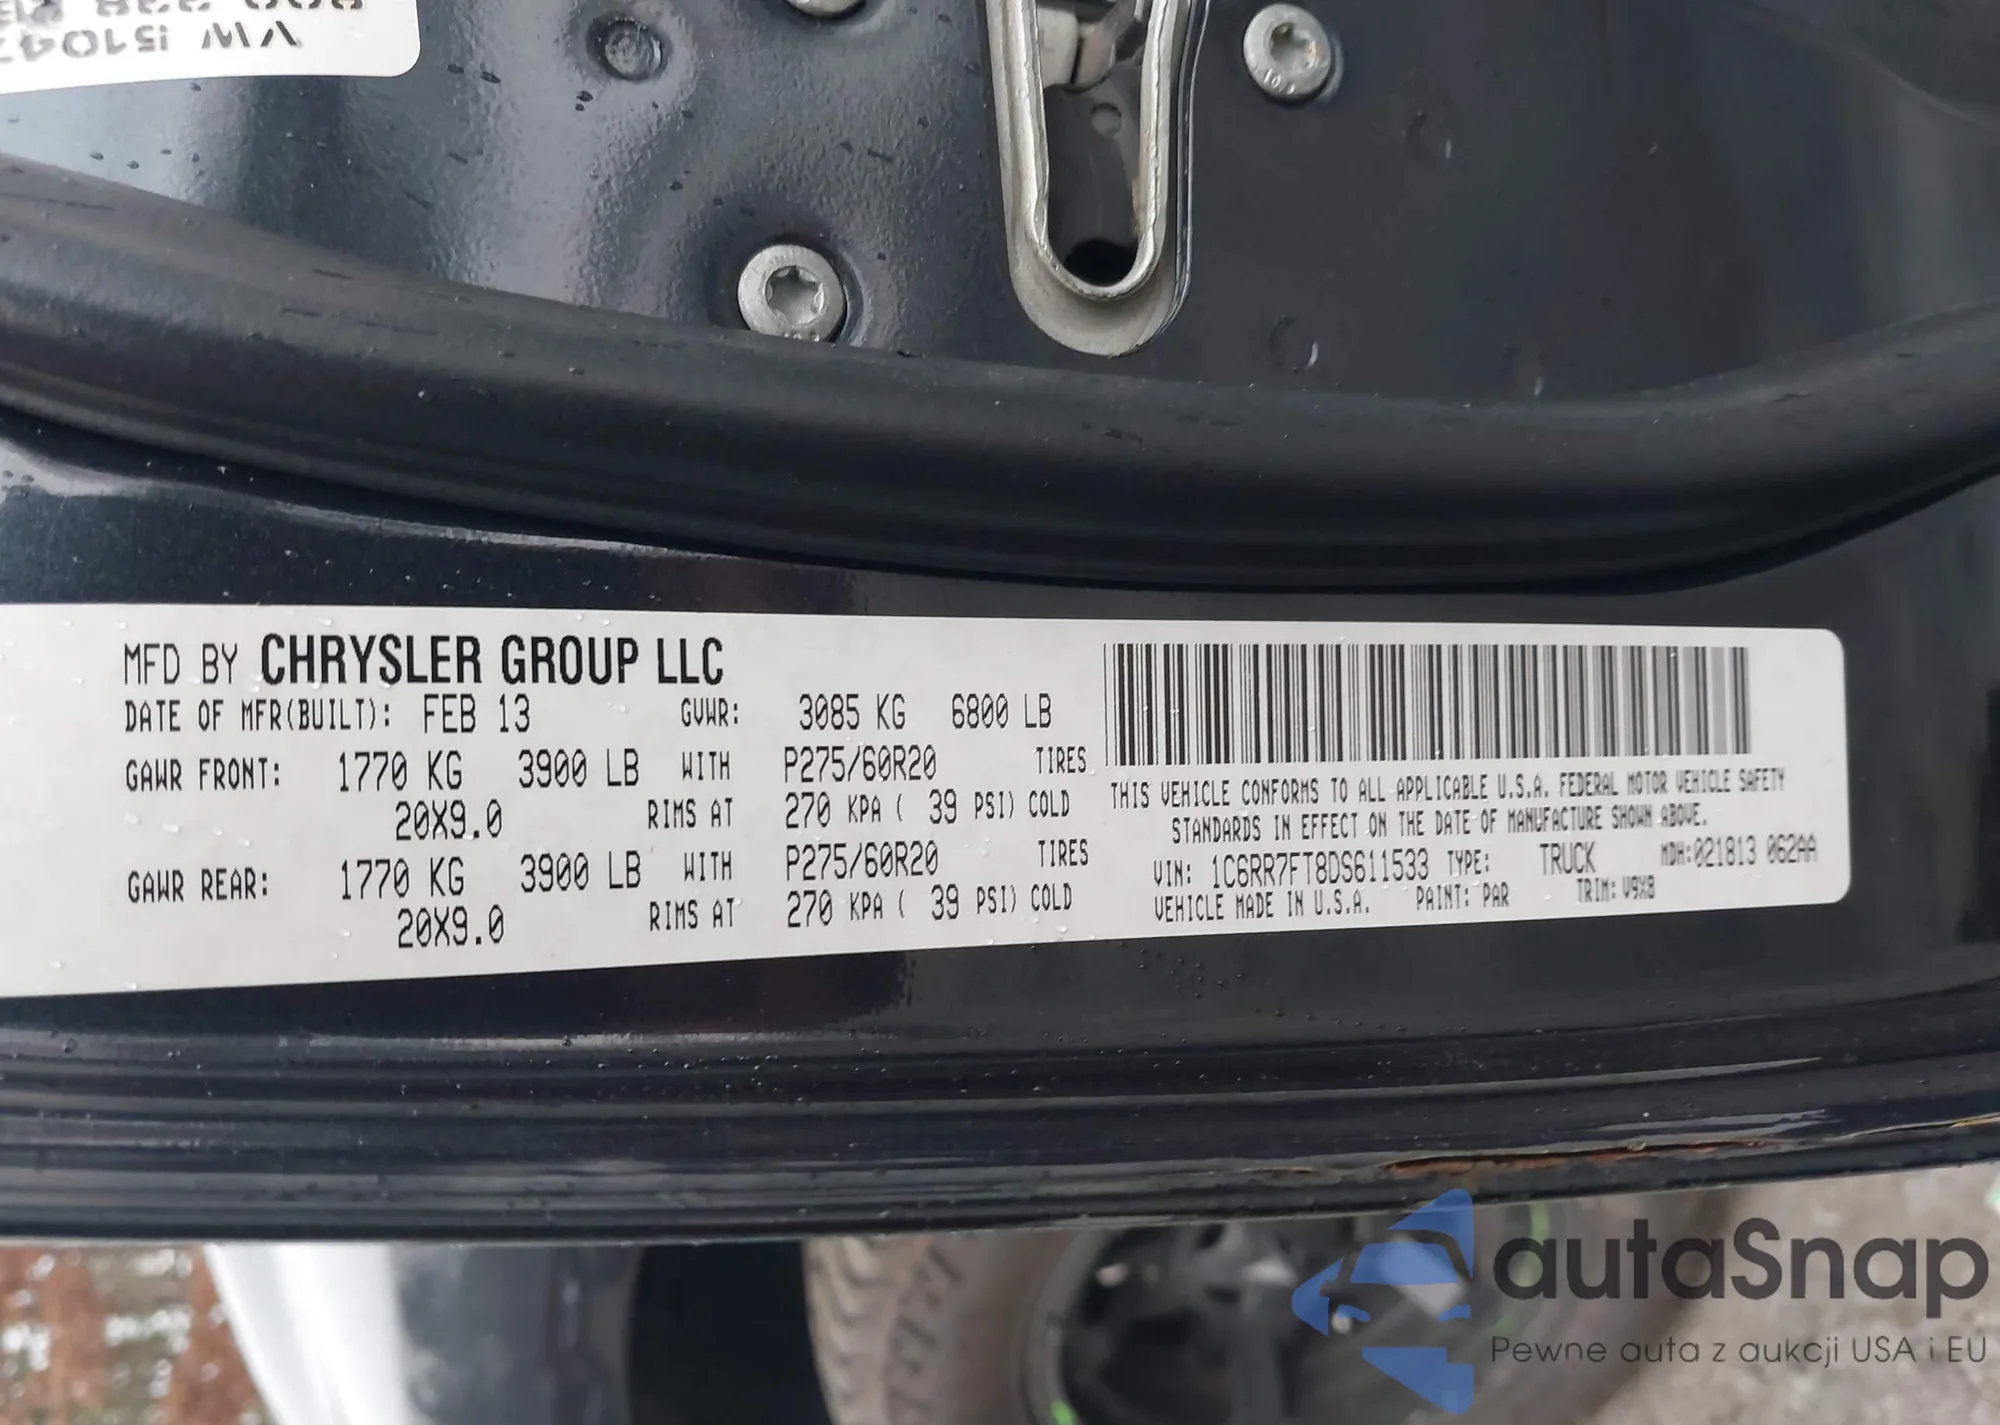 VW i5104
MFD BY CHRYSLER GROUP LLC
DATE OF MFR(BUILT): FEB 13 GVWR: 3085 KG 6800 LB
GAWR FRONT: 1770 KG 3900 LB WITH P275/60R20 TIRES
20X9.0 RIMS AT 270 KPA ( 39 PSI) COLD
GAWR REAR: 1770 KG 3900 LB WITH P275/60R20 TIRES
20X9.0 RIMS AT 270 KPA ( 39 PSI) COLD
THIS VEHICLE CONFORMS TO ALL APPLICABLE U.S.A. FEDERAL MOTOR VEHICLE SAFETY
STANDARDS IN EFFECT ON THE DATE OF MANUFACTURE SHOWN ABOVE.
VIN: 1C6RR7FT8DS611533 TYPE: TRUCK MDH:021813 062AA
VEHICLE MADE IN U.S.A. PAINT: PAR TRIM: V9X8
autaSnap
Pewne auta z aukcji USA i EU